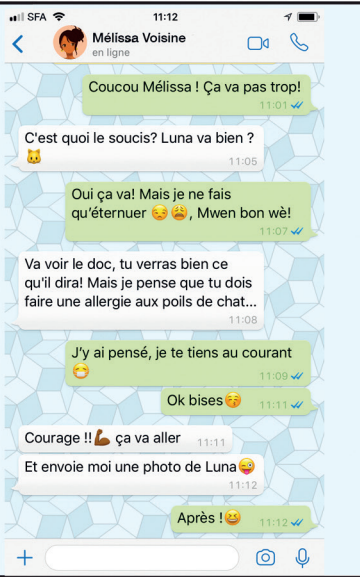 SFA 11:12
Mélissa Voisine
en ligne
Coucou Mélissa ! Ça va pas trop!
11:01
C'est quoi le soucis? Luna va bien ?
🐱
11:05
Oui ça va! Mais je ne fais
qu'éternuer 😔😩, Mwen bon wè!
11:07
Va voir le doc, tu verras bien ce
qu'il dira! Mais je pense que tu dois
faire une allergie aux poils de chat...
11:08
J'y ai pensé, je te tiens au courant
😷
11:09
Ok bises😚 11:11
Courage !!💪🏾 ça va aller 11:11
Et envoie moi une photo de Luna😜
11:12
Après !😆 11:12